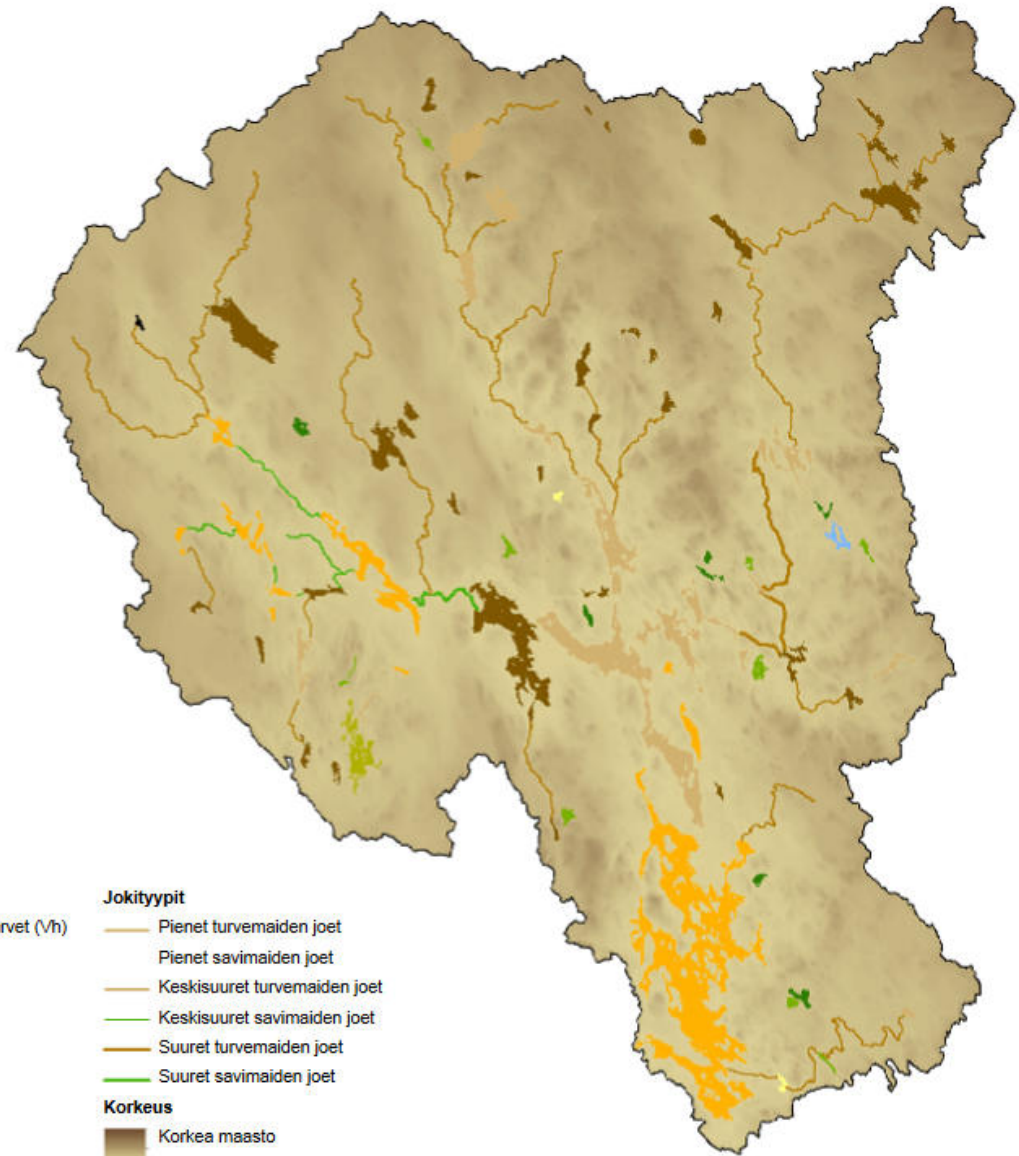 Jokityypit
rvet (Vh)
Pienet turvemaiden joet
Pienet savimaiden joet
Keskisuuret turvemaiden joet
Keskisuuret savimaiden joet
Suuret turvemaiden joet
Suuret savimaiden joet
Korkeus
Korkea maasto